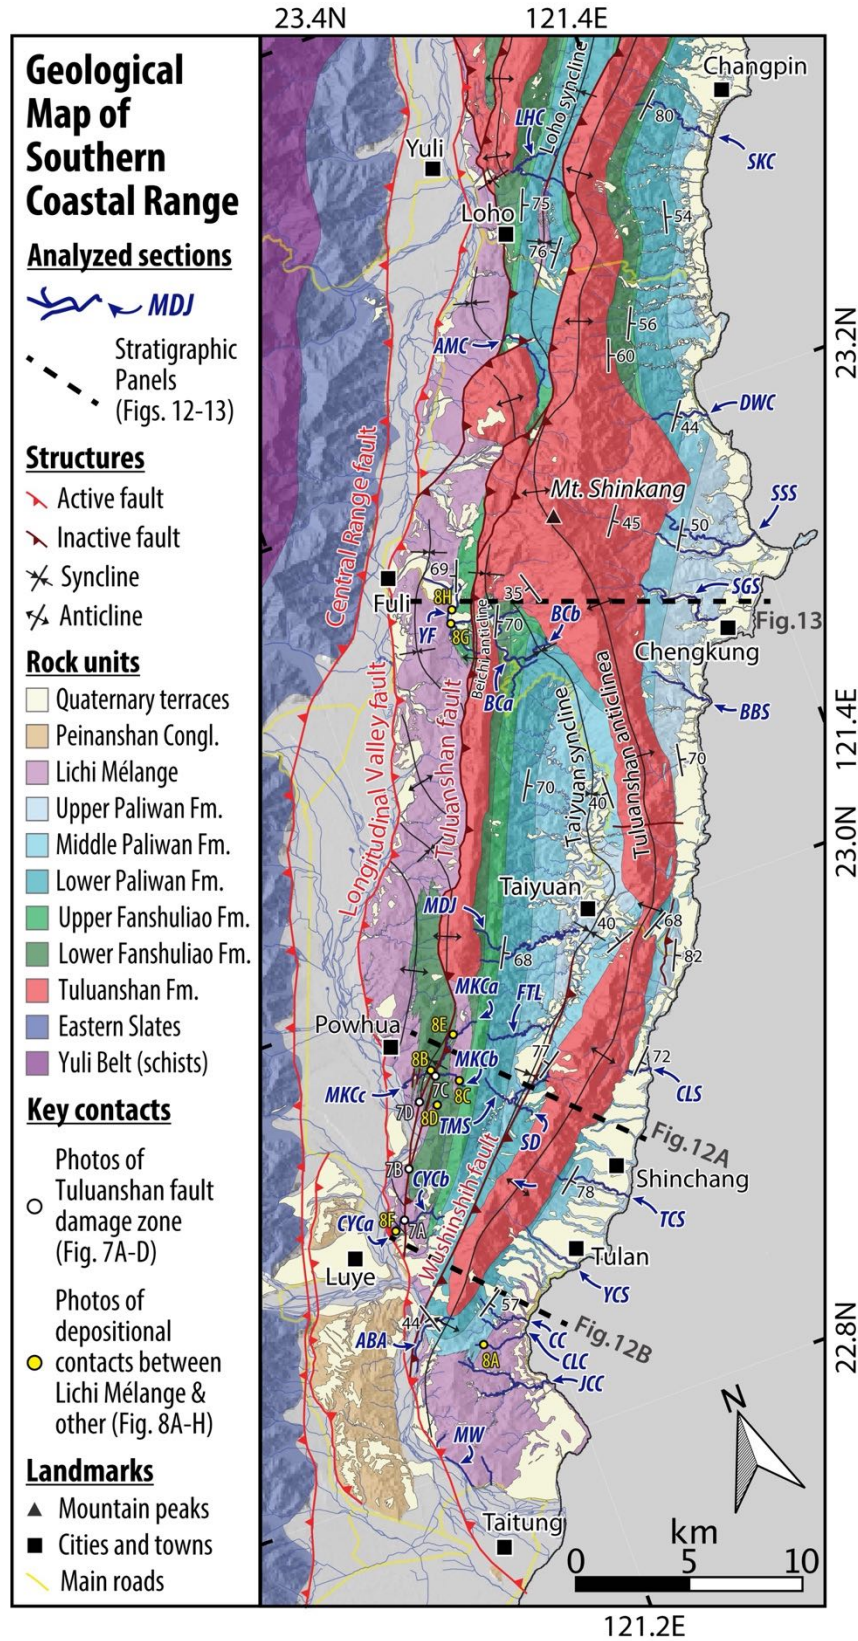 23.4N
121.4E
Geological
Map of
Southern
Coastal Range
Analyzed sections
MDJ
Stratigraphic
Panels
(Figs. 12-13)
Structures
Active fault
Inactive fault
Syncline
Anticline
Rock units
Quaternary terraces
Peinanshan Congl.
Lichi Mélange
Upper Paliwan Fm.
Middle Paliwan Fm.
Lower Paliwan Fm.
Upper Fanshuliao Fm.
Lower Fanshuliao Fm.
Tuluanshan Fm.
Eastern Slates
Yuli Belt (schists)
Key contacts
Photos of
Tuluanshan fault
damage zone
(Fig. 7A-D)
Photos of
depositional
contacts between
Lichi Mélange &
other (Fig. 8A-H)
Landmarks
Mountain peaks
Cities and towns
Main roads
Changpin
LHC
Loho syncline
80
SKC
Yuli
75
Loho
54
76
56
23.2N
AMC
60
DWC
44
Central Range fault
Mt. Shinkang
SSS
45
50
69
Fuli
8H
35
SGS
YF
8G
70
BCb
Fig.13
Beichi anticline
Chengkung
BCa
BBS
121.4E
Longitudinal Valley fault
Tuluanshan fault
Taiyuan syncline
Tuluanshan anticlinea
70
70
40
23.0N
Taiyuan
MDJ
40
68
68
82
MKCa
FTL
Powhua
8E
8B
MKCb
77
72
7C
8C
MKCc
CLS
7D
8D
TMS
SD
Fig.12A
Wushinshih fault
7B
CYCb
Shinchang
78
TCS
8F
7A
CYCa
Tulan
Luye
YCS
57
44
CC
Fig.12B
22.8N
ABA
8A
CLC
JCC
N
MW
Taitung
km
0 5 10
121.2E